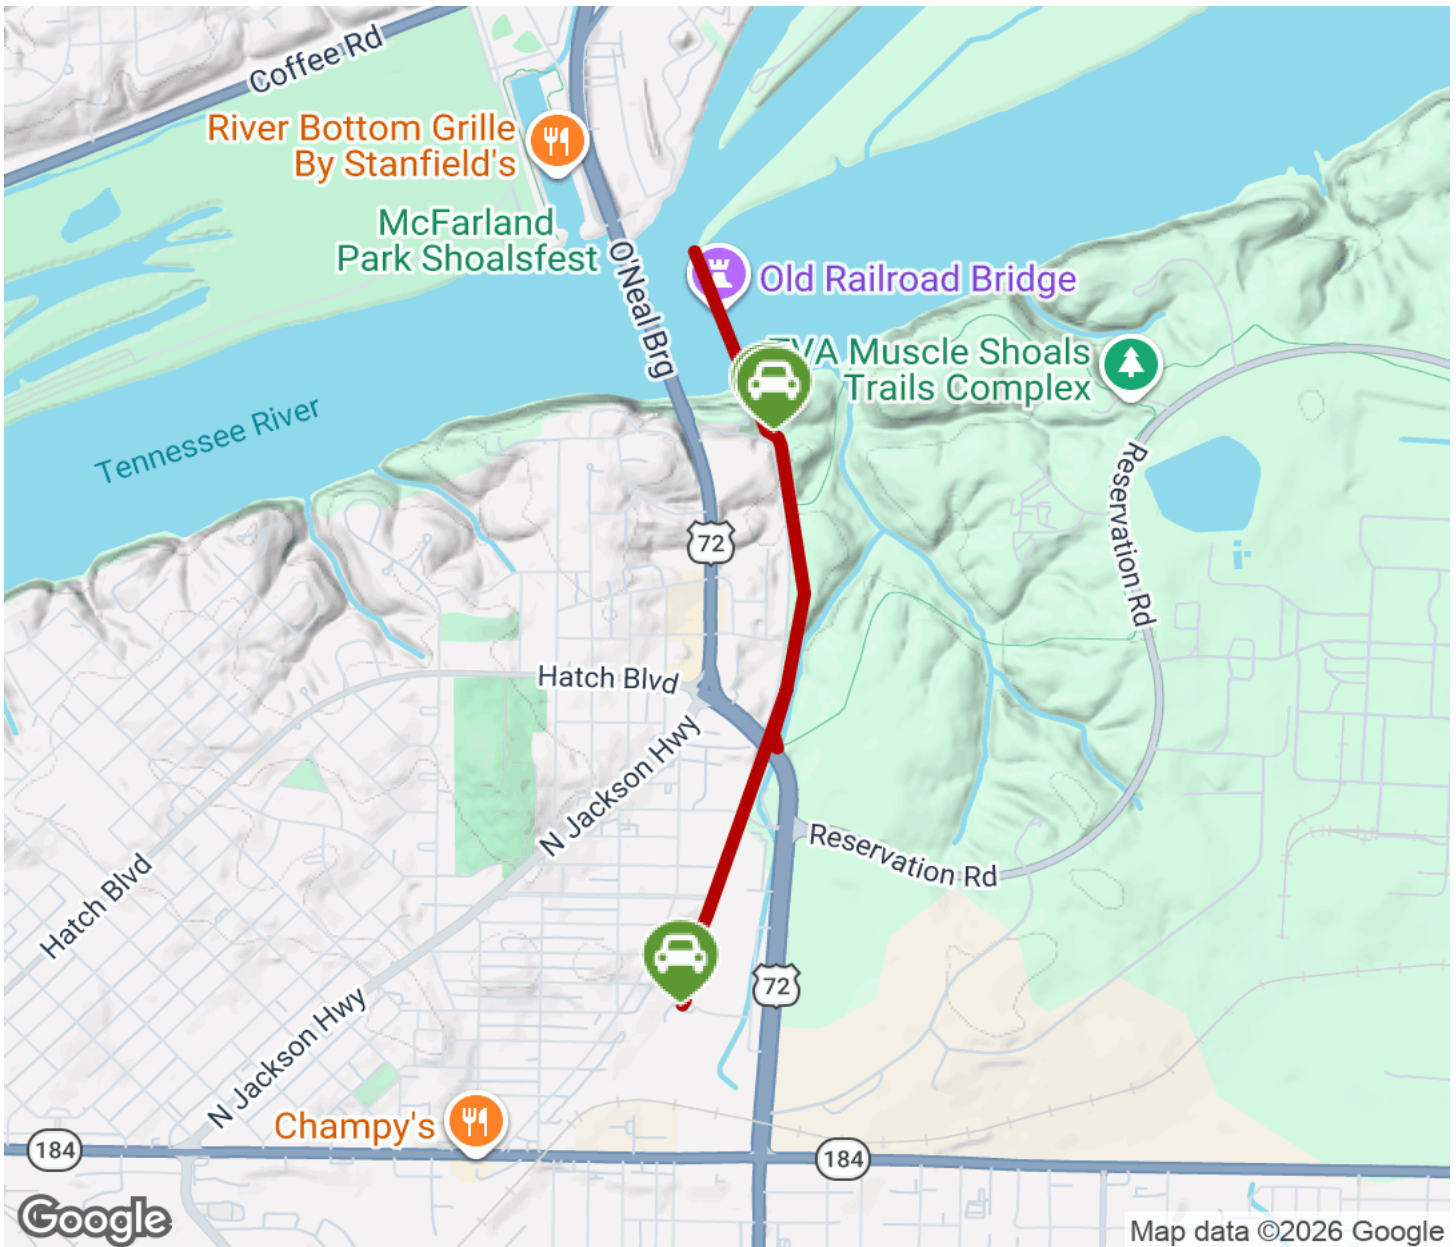 Coffee Rd
River Bottom Grille
By Stanfield's
McFarland
Park Shoalsfest
O'Neal Brg
Old Railroad Bridge
TVA Muscle Shoals
Trails Complex
Tennessee River
Reservation Rd
72
Hatch Blvd
N Jackson Hwy
Reservation Rd
Hatch Blvd
72
N Jackson Hwy
Champy's
184
184
Google
Map data ©2026 Google